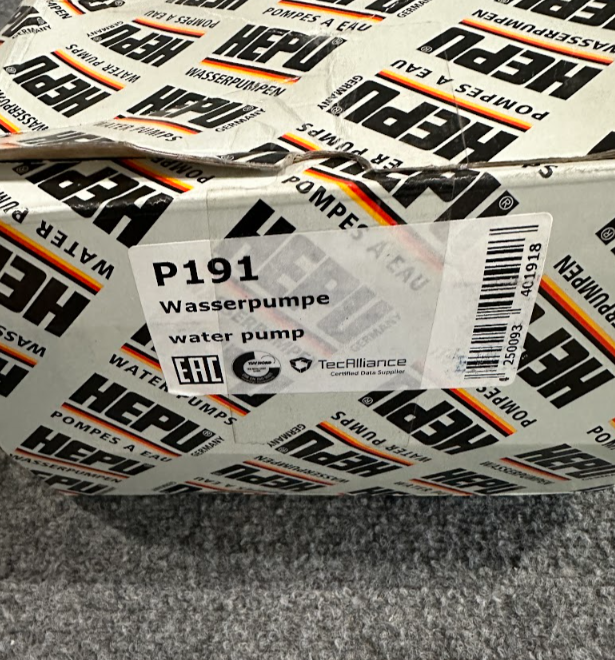 HEPU®
WATER PUMPS
WASSERPUMPEN
POMPES A EAU
GERMANY
P191
Wasserpumpe
water pump
EAC
TecAlliance
Certified Data Supplier
4 250093 401918